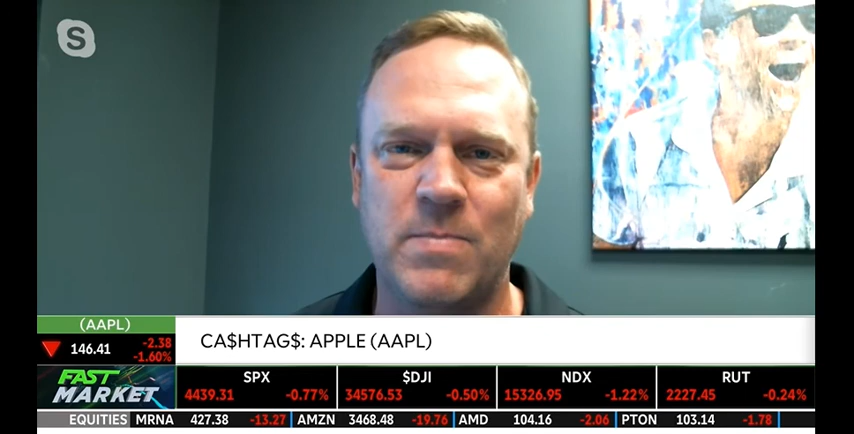 S
(AAPL)
146.41
-2.38
-1.60%
CA$HTAG$: APPLE (AAPL)
FAST
MARKET
SPX
4439.31 -0.77%
$DJI
34576.53 -0.50%
NDX
15326.95 -1.22%
RUT
2227.45 -0.24%
EQUITIES MRNA 427.38 -13.27 AMZN 3468.48 -19.76 AMD 104.16 -2.06 PTON 103.14 -1.78